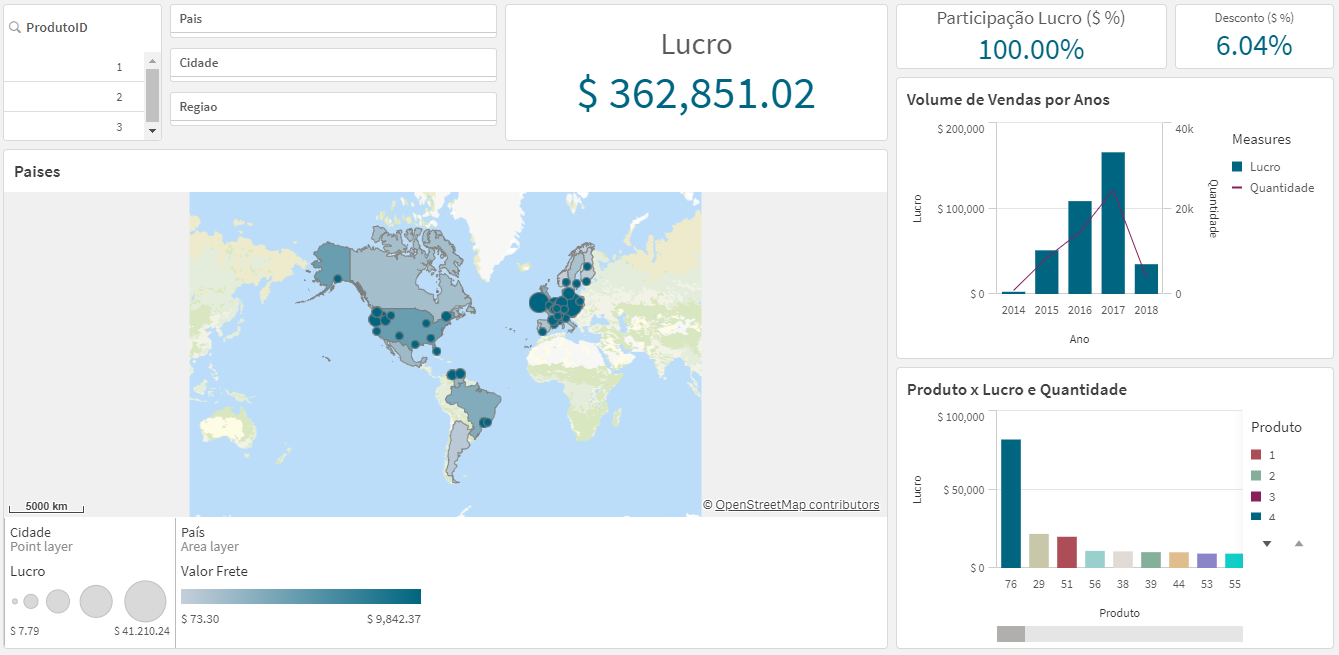 ProdutoID
1
2
3
Pais
Cidade
Regiao
Lucro
$ 362,851.02
Participação Lucro ($ %)
100.00%
Desconto ($ %)
6.04%
Paises
5000 km
© OpenStreetMap contributors
Cidade
Point layer
Lucro
$ 7.79
$ 41.210.24
País
Area layer
Valor Frete
$ 73.30
$ 9,842.37
Volume de Vendas por Anos
$ 200,000
$ 100,000
$ 0
Lucro
40k
20k
0
Quantidade
2014 2015 2016 2017 2018
Ano
Measures
Lucro
Quantidade
Produto x Lucro e Quantidade
$ 100,000
$ 50,000
$ 0
Lucro
76 29 51 56 38 39 44 53 55
Produto
Produto
1
2
3
4